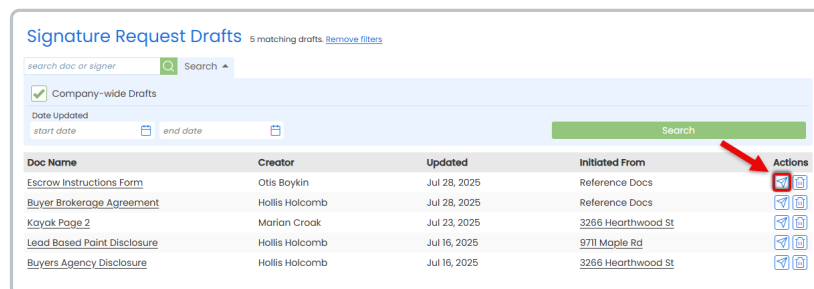 Signature Request Drafts 5 matching drafts. Remove filters
search doc or signer Search
Company-wide Drafts
Date Updated
start date end date Search
Doc Name Creator Updated Initiated From Actions
Escrow Instructions Form Otis Boykin Jul 28, 2025 Reference Docs
Buyer Brokerage Agreement Hollis Holcomb Jul 28, 2025 Reference Docs
Kayak Page 2 Marian Croak Jul 23, 2025 3266 Hearthwood St
Lead Based Paint Disclosure Hollis Holcomb Jul 16, 2025 9711 Maple Rd
Buyers Agency Disclosure Hollis Holcomb Jul 16, 2025 3266 Hearthwood St